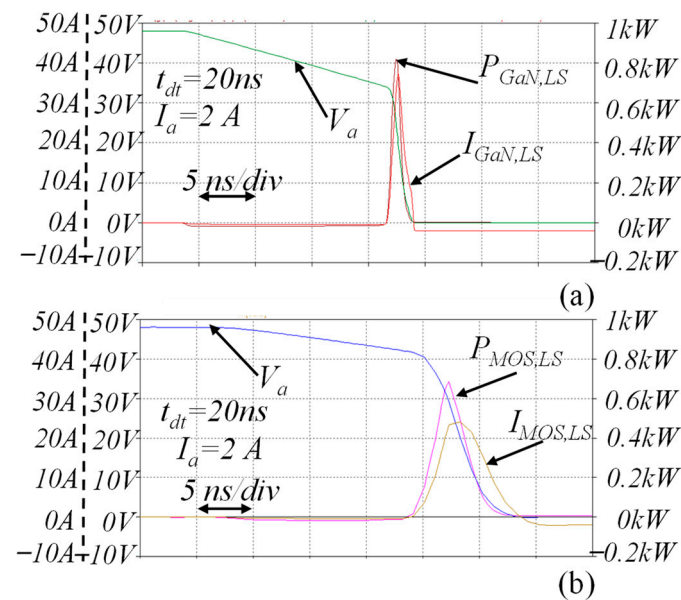 50A 50V 1kW
40A 40V 0.8kW
P_GaN,LS
t_dt=20ns
30A 30V 0.6kW
I_a=2 A
V_a
20A 20V 0.4kW
I_GaN,LS
10A 10V 0.2kW
5 ns/div
0A 0V 0kW
−10A −10V −0.2kW
(a)
50A 50V 1kW
40A 40V 0.8kW
P_MOS,LS
V_a
30A 30V 0.6kW
t_dt=20ns
20A 20V 0.4kW
I_a=2 A
I_MOS,LS
10A 10V 0.2kW
5 ns/div
0A 0V 0kW
−10A −10V −0.2kW
(b)